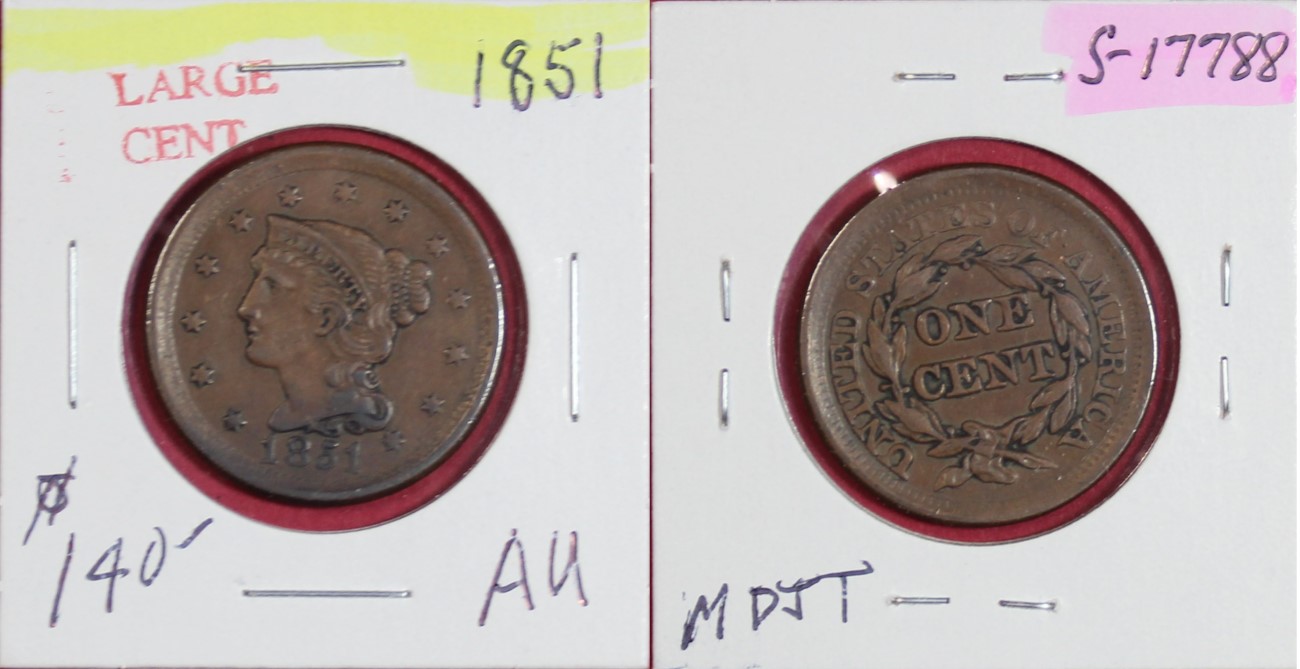 LARGE
CENT
1851
LIBERTY
1851
$
140-
AU
S-17788
UNITED STATES OF AMERICA
ONE
CENT
MDJT